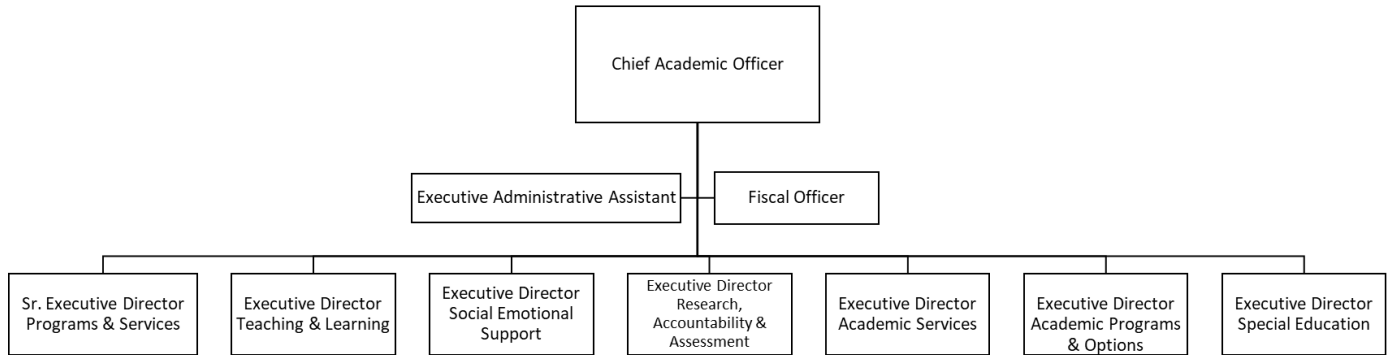 Chief Academic Officer
Executive Administrative Assistant
Fiscal Officer
Sr. Executive Director
Programs & Services
Executive Director
Teaching & Learning
Executive Director
Social Emotional
Support
Executive Director
Research,
Accountability &
Assessment
Executive Director
Academic Services
Executive Director
Academic Programs
& Options
Executive Director
Special Education